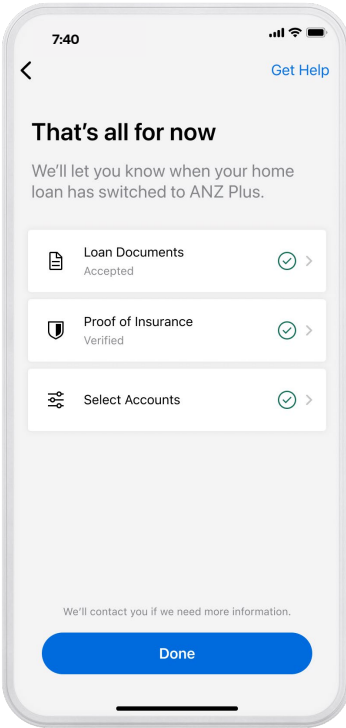 7:40
Get Help
That's all for now
We'll let you know when your home
loan has switched to ANZ Plus.
Loan Documents
Accepted
Proof of Insurance
Verified
Select Accounts
We'll contact you if we need more information.
Done